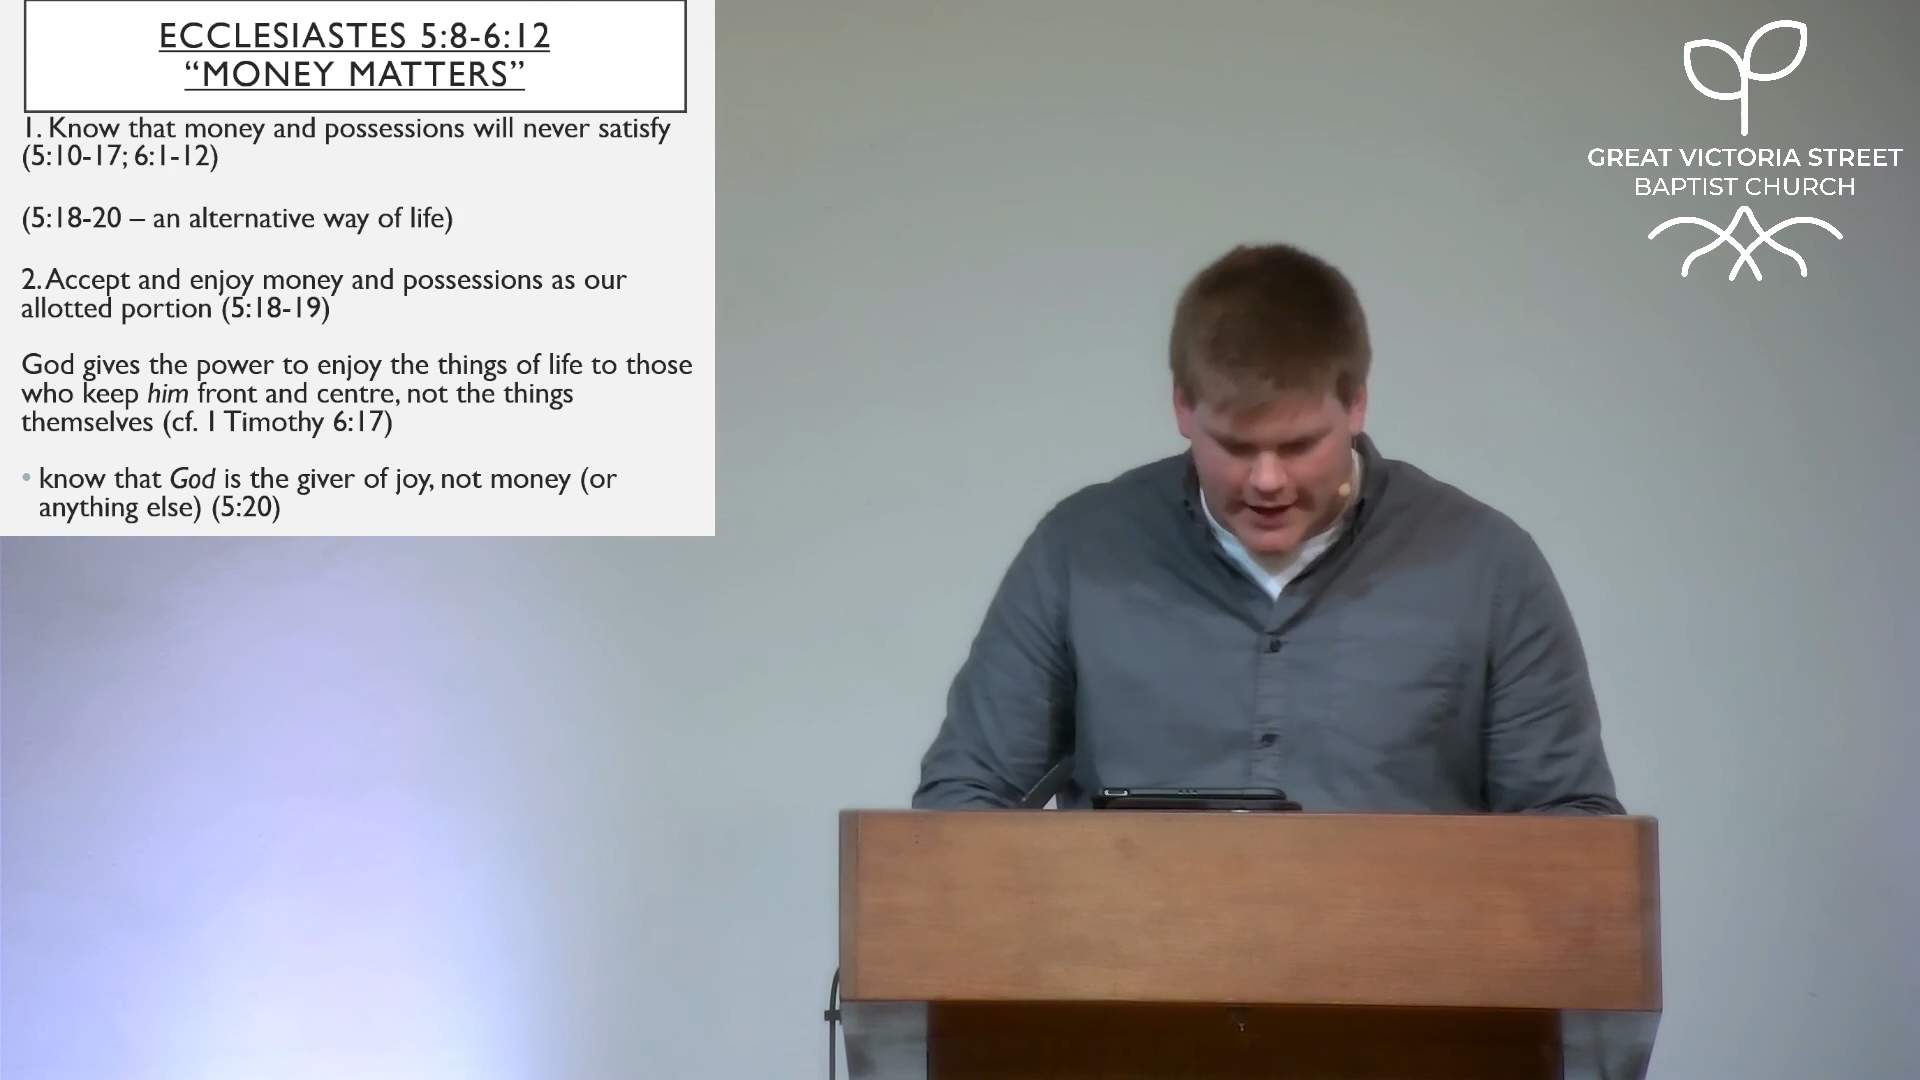 ECCLESIASTES 5:8-6:12
“MONEY MATTERS”
1. Know that money and possessions will never satisfy
(5:10-17; 6:1-12)
(5:18-20 – an alternative way of life)
2. Accept and enjoy money and possessions as our
allotted portion (5:18-19)
God gives the power to enjoy the things of life to those
who keep him front and centre, not the things
themselves (cf. 1 Timothy 6:17)
• know that God is the giver of joy, not money (or
anything else) (5:20)
GREAT VICTORIA STREET
BAPTIST CHURCH